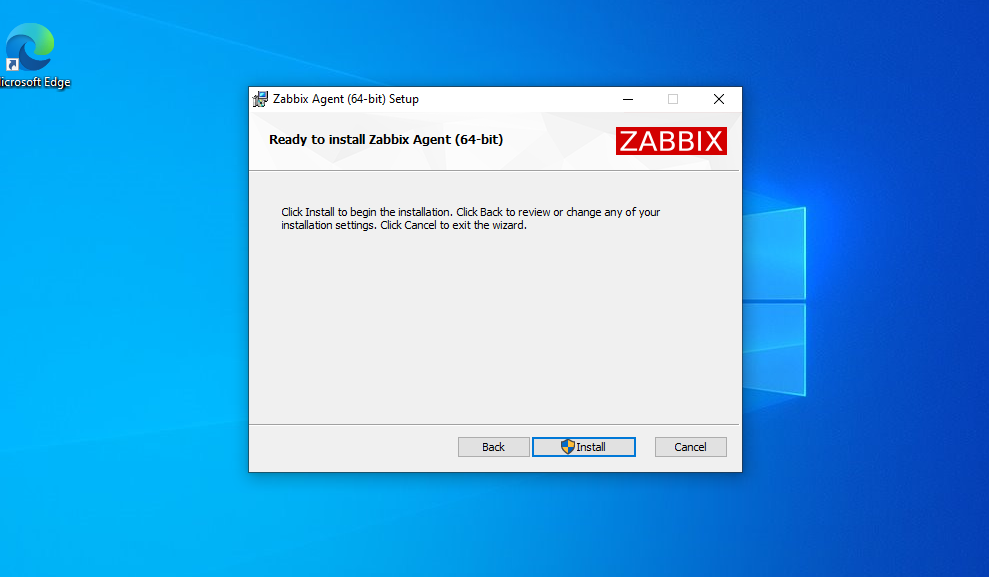 Microsoft Edge
Zabbix Agent (64-bit) Setup
Ready to install Zabbix Agent (64-bit)
ZABBIX
Click Install to begin the installation. Click Back to review or change any of your
installation settings. Click Cancel to exit the wizard.
Back
Install
Cancel